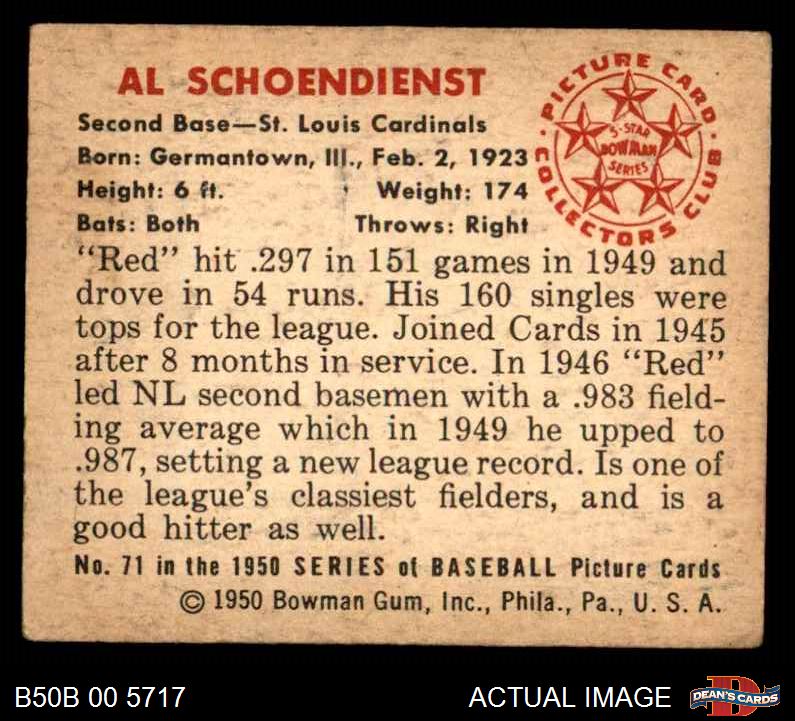 AL SCHOENDIENST
Second Base—St. Louis Cardinals
Born: Germantown, Ill., Feb. 2, 1923
Height: 6 ft. Weight: 174
Bats: Both Throws: Right
PICTURE CARD
COLLECTORS CLUB
5-STAR
BOWMAN
SERIES
"Red" hit .297 in 151 games in 1949 and
drove in 54 runs. His 160 singles were
tops for the league. Joined Cards in 1945
after 8 months in service. In 1946 "Red"
led NL second basemen with a .983 field-
ing average which in 1949 he upped to
.987, setting a new league record. Is one of
the league's classiest fielders, and is a
good hitter as well.
No. 71 in the 1950 SERIES of BASEBALL Picture Cards
© 1950 Bowman Gum, Inc., Phila., Pa., U. S. A.
B50B 00 5717
ACTUAL IMAGE
DEAN'S CARDS